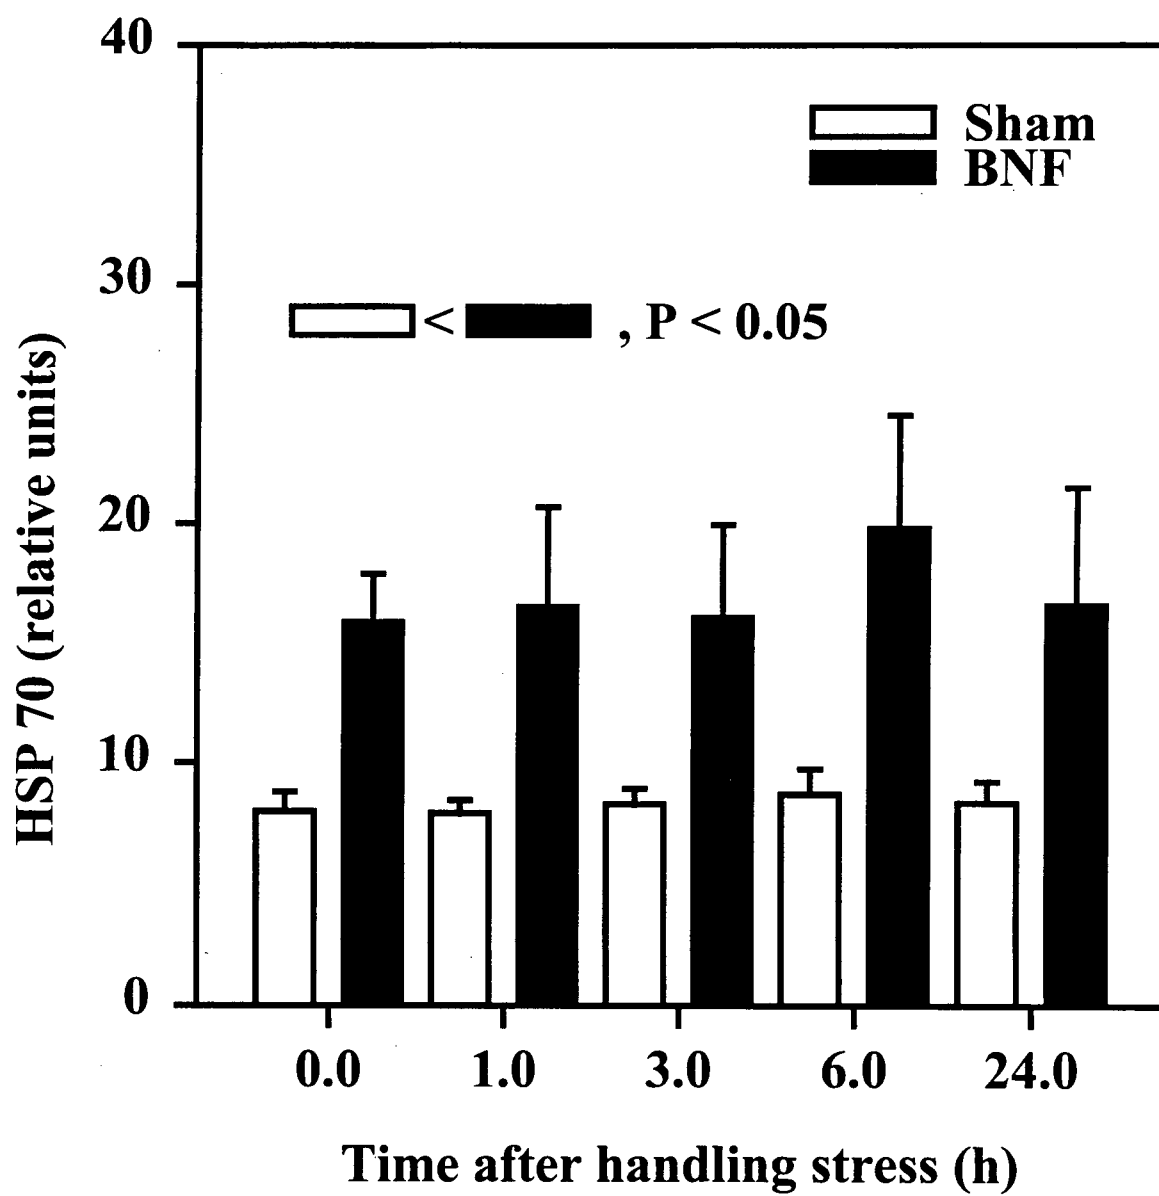 40
30
20
10
0
HSP 70 (relative units)
Sham
BNF
< , P < 0.05
0.0 1.0 3.0 6.0 24.0
Time after handling stress (h)